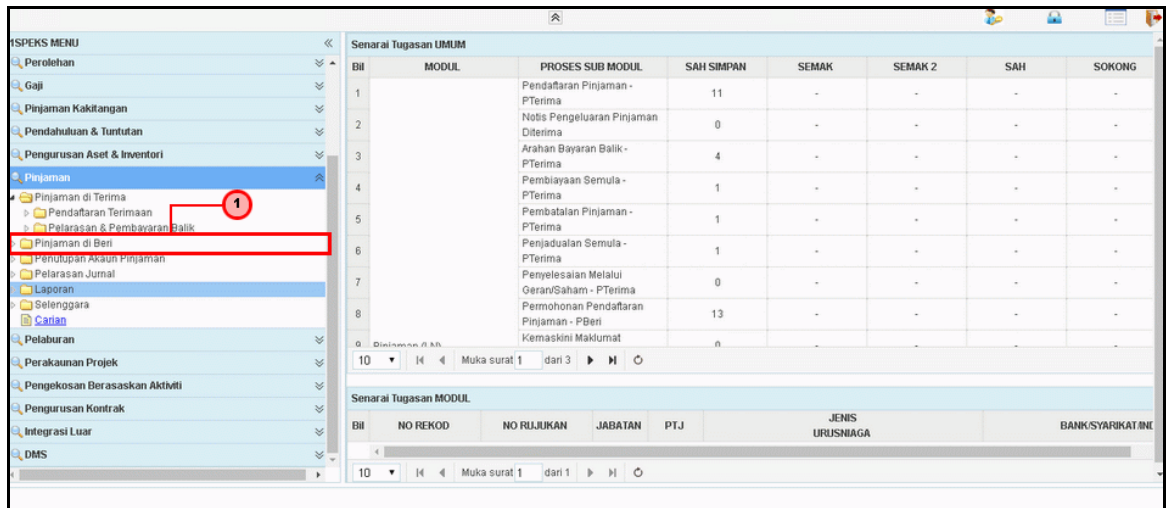 1SPEKS MENU
Perolehan
Gaji
Pinjaman Kakitangan
Pendahuluan & Tuntutan
Pengurusan Aset & Inventori
Pinjaman
Pinjaman di Terima
Pendaftaran Terimaan
Pelarasan & Pembayaran Balik
1
Pinjaman di Beri
Penutupan Akaun Pinjaman
Pelarasan Jurnal
Laporan
Selenggara
Carian
Pelaburan
Perakaunan Projek
Pengekosan Berasaskan Aktiviti
Pengurusan Kontrak
Integrasi Luar
DMS
Senarai Tugasan UMUM
Bil MODUL PROSES SUB MODUL SAH SIMPAN SEMAK SEMAK 2 SAH SOKONG
1 Pendaftaran Pinjaman - 11 - - - -
PTerima
2 Notis Pengeluaran Pinjaman 0 - - - -
Diterima
3 Arahan Bayaran Balik - 4 - - - -
PTerima
4 Pembiayaan Semula - 1 - - - -
PTerima
5 Pembatalan Pinjaman - 1 - - - -
PTerima
6 Penjadualan Semula - 1 - - - -
PTerima
7 Penyelesaian Melalui 0 - - - -
Geran/Saham - PTerima
8 Permohonan Pendaftaran 13 - - - -
Pinjaman - PBeri
9 Pinjaman (LN) Kemaskini Maklumat 0 - - - -
10 Muka surat 1 dari 3
Senarai Tugasan MODUL
Bil NO REKOD NO RUJUKAN JABATAN PTJ JENIS BANK/SYARIKAT/IND
URUSNIAGA
10 Muka surat 1 dari 1